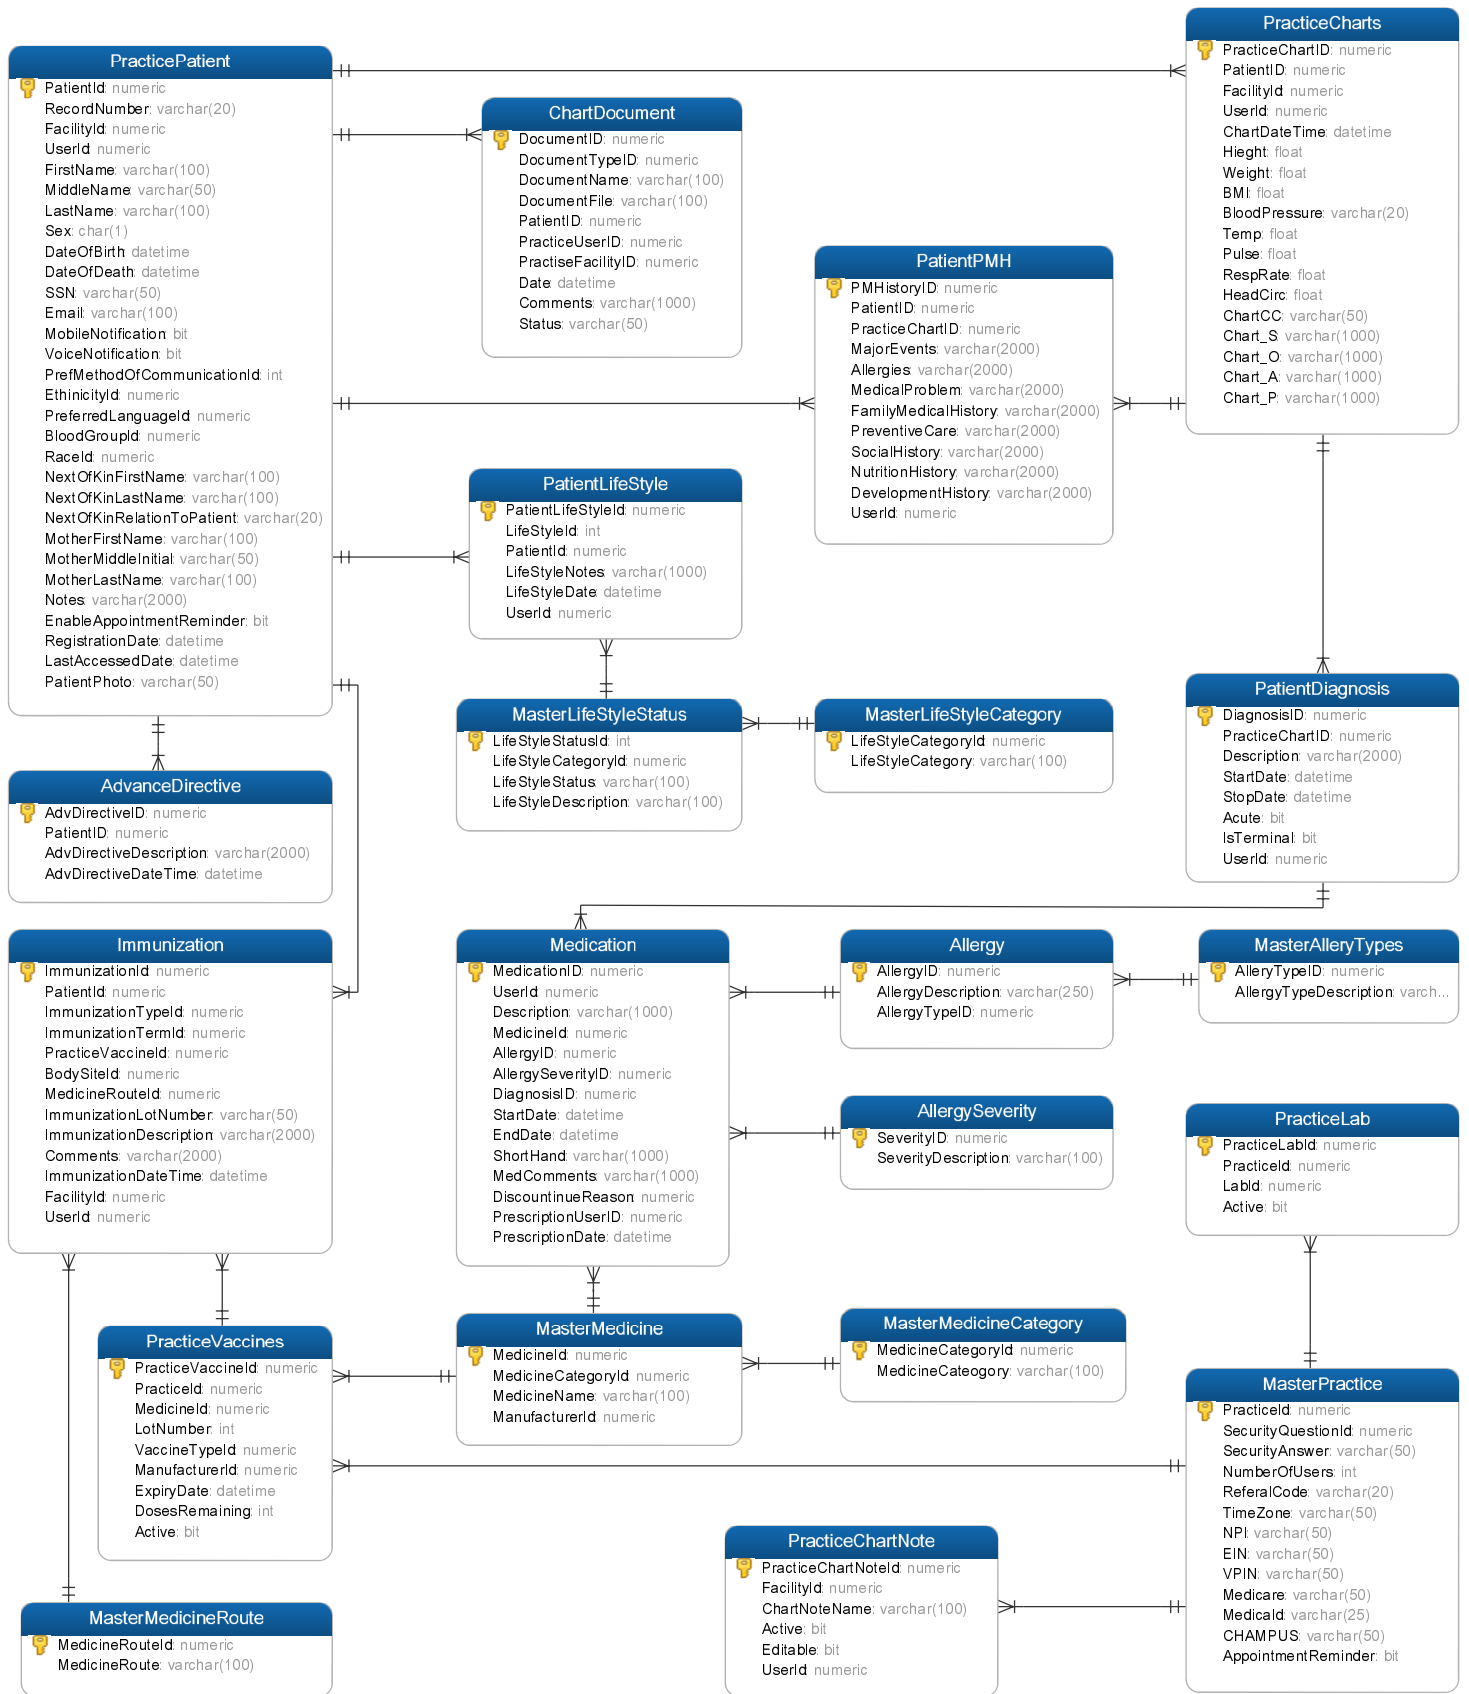 PracticePatient
PatientId: numeric
RecordNumber: varchar(20)
FacilityId: numeric
UserId: numeric
FirstName: varchar(100)
MiddleName: varchar(50)
LastName: varchar(100)
Sex: char(1)
DateOfBirth: datetime
DateOfDeath: datetime
SSN: varchar(50)
Email: varchar(100)
MobileNotification: bit
VoiceNotification: bit
PrefMethodOfCommunicationId: int
EthinicityId: numeric
PreferredLanguageId: numeric
BloodGroupId: numeric
RaceId: numeric
NextOfKinFirstName: varchar(100)
NextOfKinLastName: varchar(100)
NextOfKinRelationToPatient: varchar(20)
MotherFirstName: varchar(100)
MotherMiddleInitial: varchar(50)
MotherLastName: varchar(100)
Notes: varchar(2000)
EnableAppointmentReminder: bit
RegistrationDate: datetime
LastAccessedDate: datetime
PatientPhoto: varchar(50)
ChartDocument
DocumentID: numeric
DocumentTypeID: numeric
DocumentName: varchar(100)
DocumentFile: varchar(100)
PatientID: numeric
PracticeUserID: numeric
PractiseFacilityID: numeric
Date: datetime
Comments: varchar(1000)
Status: varchar(50)
PracticeCharts
PracticeChartID: numeric
PatientID: numeric
FacilityId: numeric
UserId: numeric
ChartDateTime: datetime
Hieght: float
Weight: float
BMI: float
BloodPressure: varchar(20)
Temp: float
Pulse: float
RespRate: float
HeadCirc: float
ChartCC: varchar(50)
Chart_S: varchar(1000)
Chart_O: varchar(1000)
Chart_A: varchar(1000)
Chart_P: varchar(1000)
PatientPMH
PMHistoryID: numeric
PatientID: numeric
PracticeChartID: numeric
MajorEvents: varchar(2000)
Allergies: varchar(2000)
MedicalProblem: varchar(2000)
FamilyMedicalHistory: varchar(2000)
PreventiveCare: varchar(2000)
SocialHistory: varchar(2000)
NutritionHistory: varchar(2000)
DevelopmentHistory: varchar(2000)
UserId: numeric
PatientLifeStyle
PatientLifeStyleId: numeric
LifeStyleId: int
PatientId: numeric
LifeStyleNotes: varchar(1000)
LifeStyleDate: datetime
UserId: numeric
MasterLifeStyleStatus
LifeStyleStatusId: int
LifeStyleCategoryId: numeric
LifeStyleStatus: varchar(100)
LifeStyleDescription: varchar(100)
MasterLifeStyleCategory
LifeStyleCategoryId: numeric
LifeStyleCategory: varchar(100)
PatientDiagnosis
DiagnosisID: numeric
PracticeChartID: numeric
Description: varchar(2000)
StartDate: datetime
StopDate: datetime
Acute: bit
IsTerminal: bit
UserId: numeric
AdvanceDirective
AdvDirectiveID: numeric
PatientID: numeric
AdvDirectiveDescription: varchar(2000)
AdvDirectiveDateTime: datetime
Immunization
ImmunizationId: numeric
PatientId: numeric
ImmunizationTypeId: numeric
ImmunizationTermId: numeric
PracticeVaccineId: numeric
BodySiteId: numeric
MedicineRouteId: numeric
ImmunizationLotNumber: varchar(50)
ImmunizationDescription: varchar(2000)
Comments: varchar(2000)
ImmunizationDateTime: datetime
FacilityId: numeric
UserId: numeric
Medication
MedicationID: numeric
UserId: numeric
Description: varchar(1000)
MedicineId: numeric
AllergyID: numeric
AllergySeverityID: numeric
DiagnosisID: numeric
StartDate: datetime
EndDate: datetime
ShortHand: varchar(1000)
MedComments: varchar(1000)
DiscountinueReason: numeric
PrescriptionUserID: numeric
PrescriptionDate: datetime
Allergy
AllergyID: numeric
AllergyDescription: varchar(250)
AllergyTypeID: numeric
MasterAlleryTypes
AlleryTypeID: numeric
AllergyTypeDescription: varch...
AllergySeverity
SeverityID: numeric
SeverityDescription: varchar(100)
PracticeLab
PracticeLabId: numeric
PracticeId: numeric
LabId: numeric
Active: bit
PracticeVaccines
PracticeVaccineId: numeric
PracticeId: numeric
MedicineId: numeric
LotNumber: int
VaccineTypeId: numeric
ManufacturerId: numeric
ExpiryDate: datetime
DosesRemaining: int
Active: bit
MasterMedicine
MedicineId: numeric
MedicineCategoryId: numeric
MedicineName: varchar(100)
ManufacturerId: numeric
MasterMedicineCategory
MedicineCategoryId: numeric
MedicineCateogory: varchar(100)
MasterPractice
PracticeId: numeric
SecurityQuestionId: numeric
SecurityAnswer: varchar(50)
NumberOfUsers: int
ReferalCode: varchar(20)
TimeZone: varchar(50)
NPI: varchar(50)
EIN: varchar(50)
VPIN: varchar(50)
Medicare: varchar(50)
MedicaId: varchar(25)
CHAMPUS: varchar(50)
AppointmentReminder: bit
PracticeChartNote
PracticeChartNoteId: numeric
FacilityId: numeric
ChartNoteName: varchar(100)
Active: bit
Editable: bit
UserId: numeric
MasterMedicineRoute
MedicineRouteId: numeric
MedicineRoute: varchar(100)